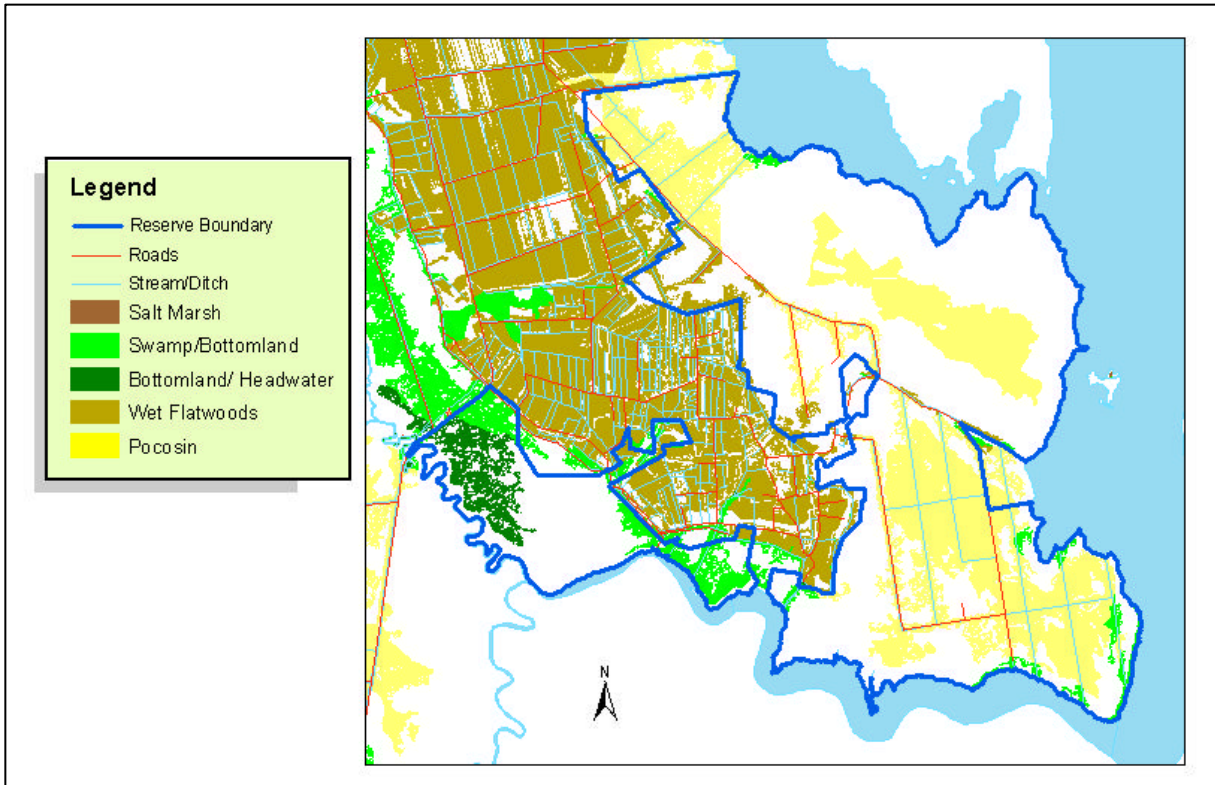 Legend
Reserve Boundary
Roads
Stream/Ditch
Salt Marsh
Swamp/Bottomland
Bottomland/ Headwater
Wet Flatwoods
Pocosin
N